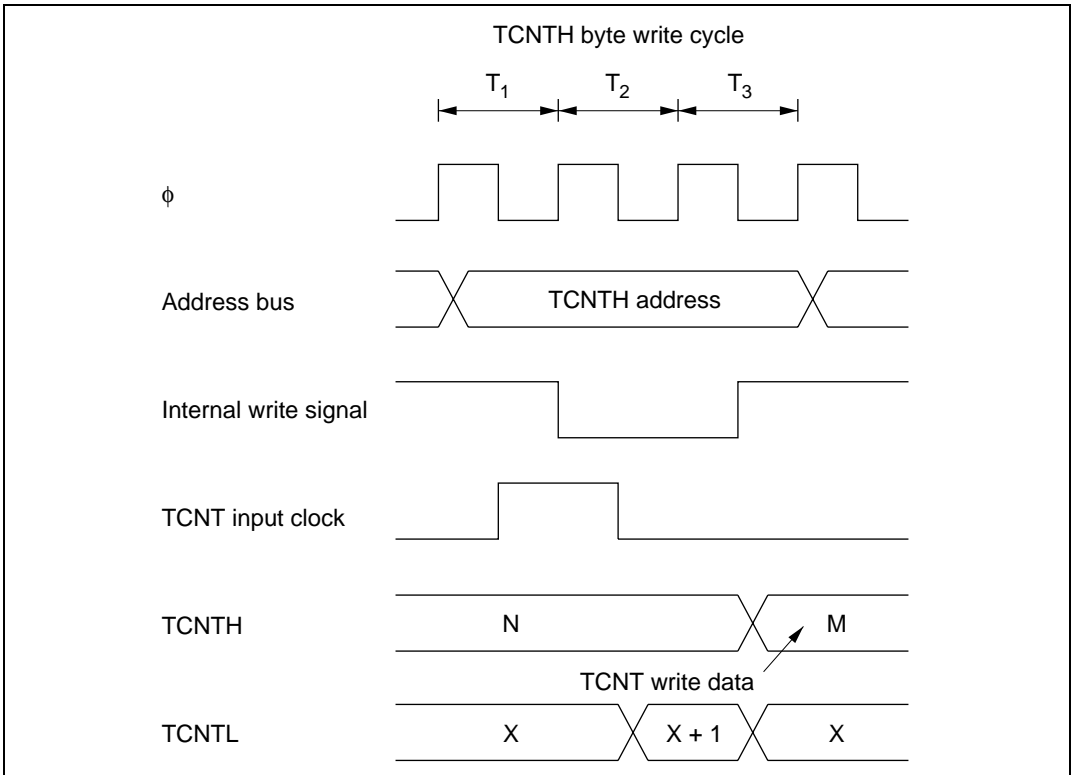 TCNTH byte write cycle
T1 T2 T3
ϕ
Address bus TCNTH address
Internal write signal
TCNT input clock
TCNTH N M
TCNT write data
TCNTL X X + 1 X